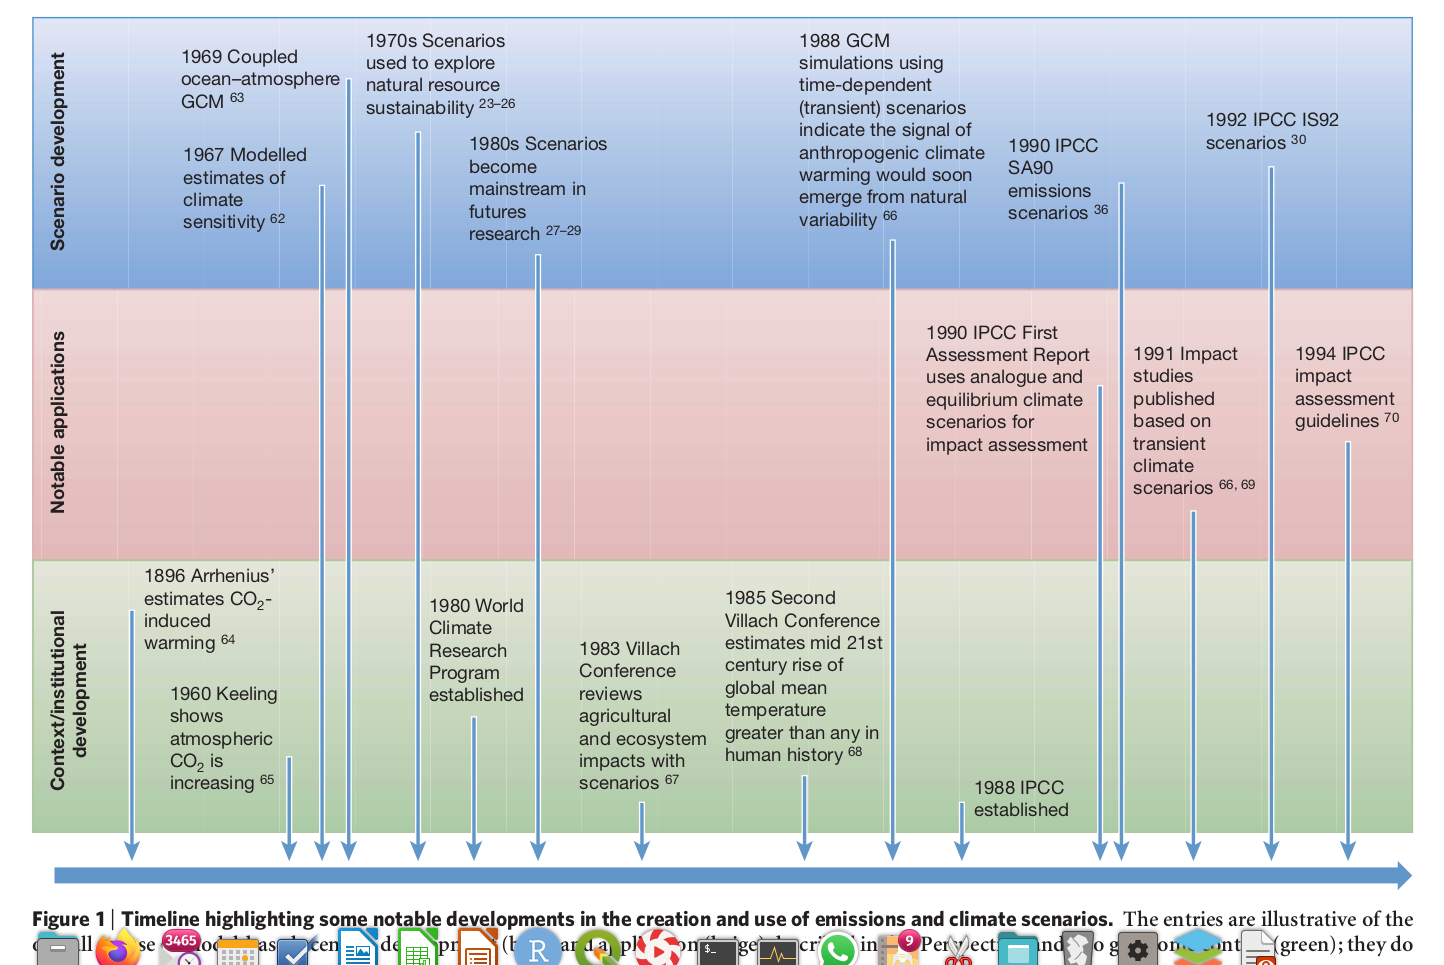 Scenario development
1969 Coupled
ocean–atmosphere
GCM 63
1967 Modelled
estimates of
climate
sensitivity 62
1970s Scenarios
used to explore
natural resource
sustainability 23–26
1980s Scenarios
become
mainstream in
futures
research 27–29
1988 GCM
simulations using
time-dependent
(transient) scenarios
indicate the signal of
anthropogenic climate
warming would soon
emerge from natural
variability 66
1990 IPCC
SA90
emissions
scenarios 36
1992 IPCC IS92
scenarios 30
Notable applications
1990 IPCC First
Assessment Report
uses analogue and
equilibrium climate
scenarios for
impact assessment
1991 Impact
studies
published
based on
transient
climate
scenarios 66, 69
1994 IPCC
impact
assessment
guidelines 70
Context/institutional
development
1896 Arrhenius’
estimates CO2-
induced
warming 64
1960 Keeling
shows
atmospheric
CO2 is
increasing 65
1980 World
Climate
Research
Program
established
1983 Villach
Conference
reviews
agricultural
and ecosystem
impacts with
scenarios 67
1985 Second
Villach Conference
estimates mid 21st
century rise of
global mean
temperature
greater than any in
human history 68
1988 IPCC
established
Figure 1 | Timeline highlighting some notable developments in the creation and use of emissions and climate scenarios. The entries are illustrative of the
(green); they do
3465
R
9